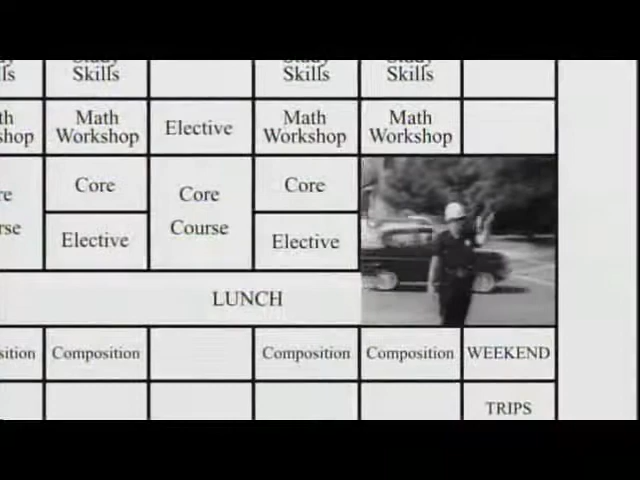 Skills
Skills
Skills
Math
Workshop
Elective
Math
Workshop
Math
Workshop
Core
Elective
Core
Course
Core
Elective
LUNCH
Composition
Composition
Composition
WEEKEND
TRIPS